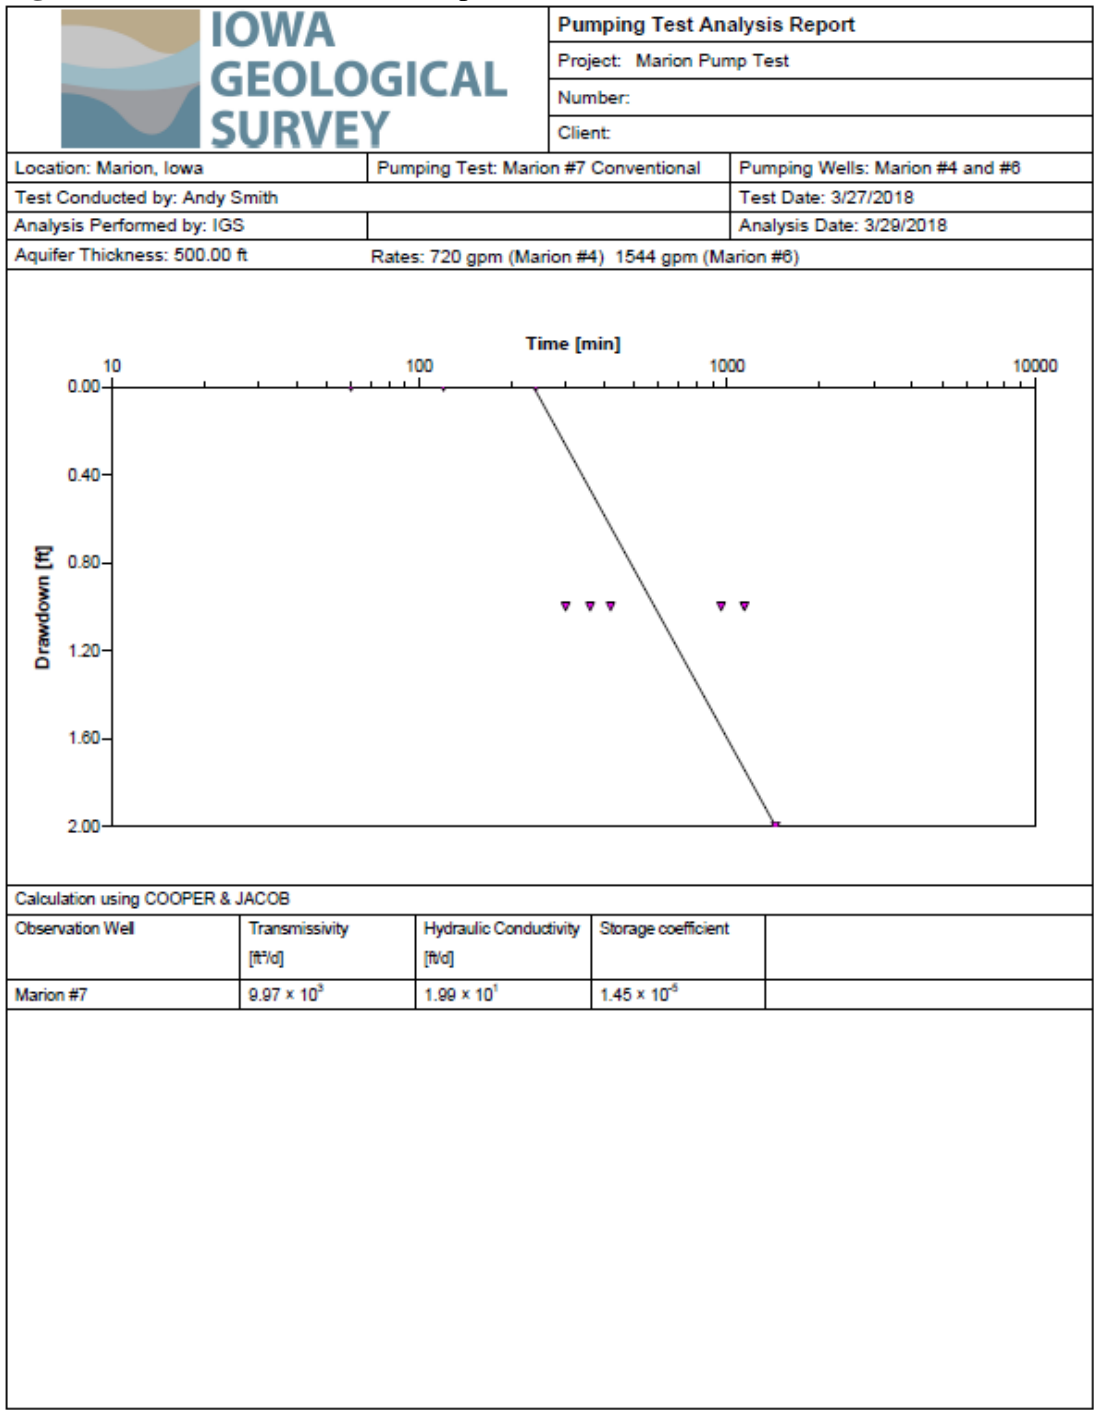 IOWA
GEOLOGICAL
SURVEY
Pumping Test Analysis Report
Project: Marion Pump Test
Number:
Client:
Location: Marion, Iowa
Pumping Test: Marion #7 Conventional
Pumping Wells: Marion #4 and #6
Test Conducted by: Andy Smith
Test Date: 3/27/2018
Analysis Performed by: IGS
Analysis Date: 3/29/2018
Aquifer Thickness: 500.00 ft
Rates: 720 gpm (Marion #4) 1544 gpm (Marion #6)
Time [min]
10 100 1000 10000
0.00
0.40
0.80
1.20
1.60
2.00
Drawdown [ft]
Calculation using COOPER & JACOB
Observation Well
Transmissivity
[ft²/d]
Hydraulic Conductivity
[ft/d]
Storage coefficient
Marion #7
9.97 × 10³
1.99 × 10¹
1.45 × 10⁻⁵